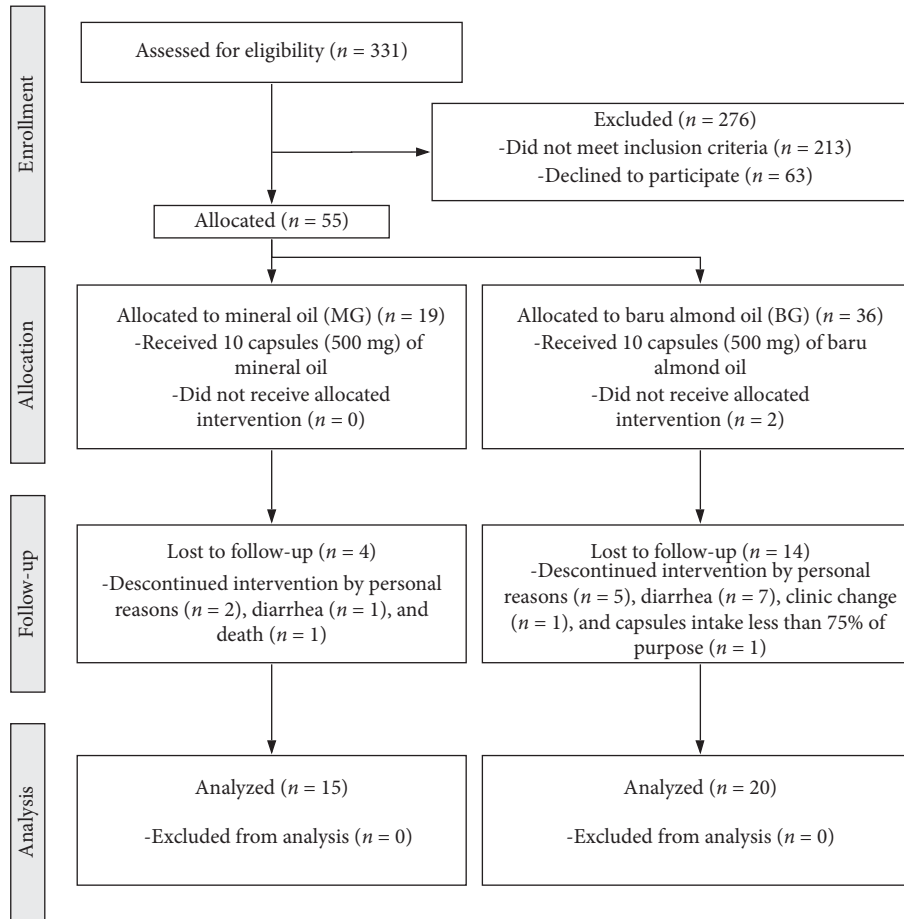 Enrollment
Assessed for eligibility (n = 331)
Excluded (n = 276)
-Did not meet inclusion criteria (n = 213)
-Declined to participate (n = 63)
Allocated (n = 55)
Allocation
Allocated to mineral oil (MG) (n = 19)
-Received 10 capsules (500 mg) of
mineral oil
-Did not receive allocated
intervention (n = 0)
Allocated to baru almond oil (BG) (n = 36)
-Received 10 capsules (500 mg) of baru
almond oil
-Did not receive allocated
intervention (n = 2)
Follow-up
Lost to follow-up (n = 4)
-Descontinued intervention by personal
reasons (n = 2), diarrhea (n = 1), and
death (n = 1)
Lost to follow-up (n = 14)
-Descontinued intervention by personal
reasons (n = 5), diarrhea (n = 7), clinic change
(n = 1), and capsules intake less than 75% of
purpose (n = 1)
Analysis
Analyzed (n = 15)
-Excluded from analysis (n = 0)
Analyzed (n = 20)
-Excluded from analysis (n = 0)